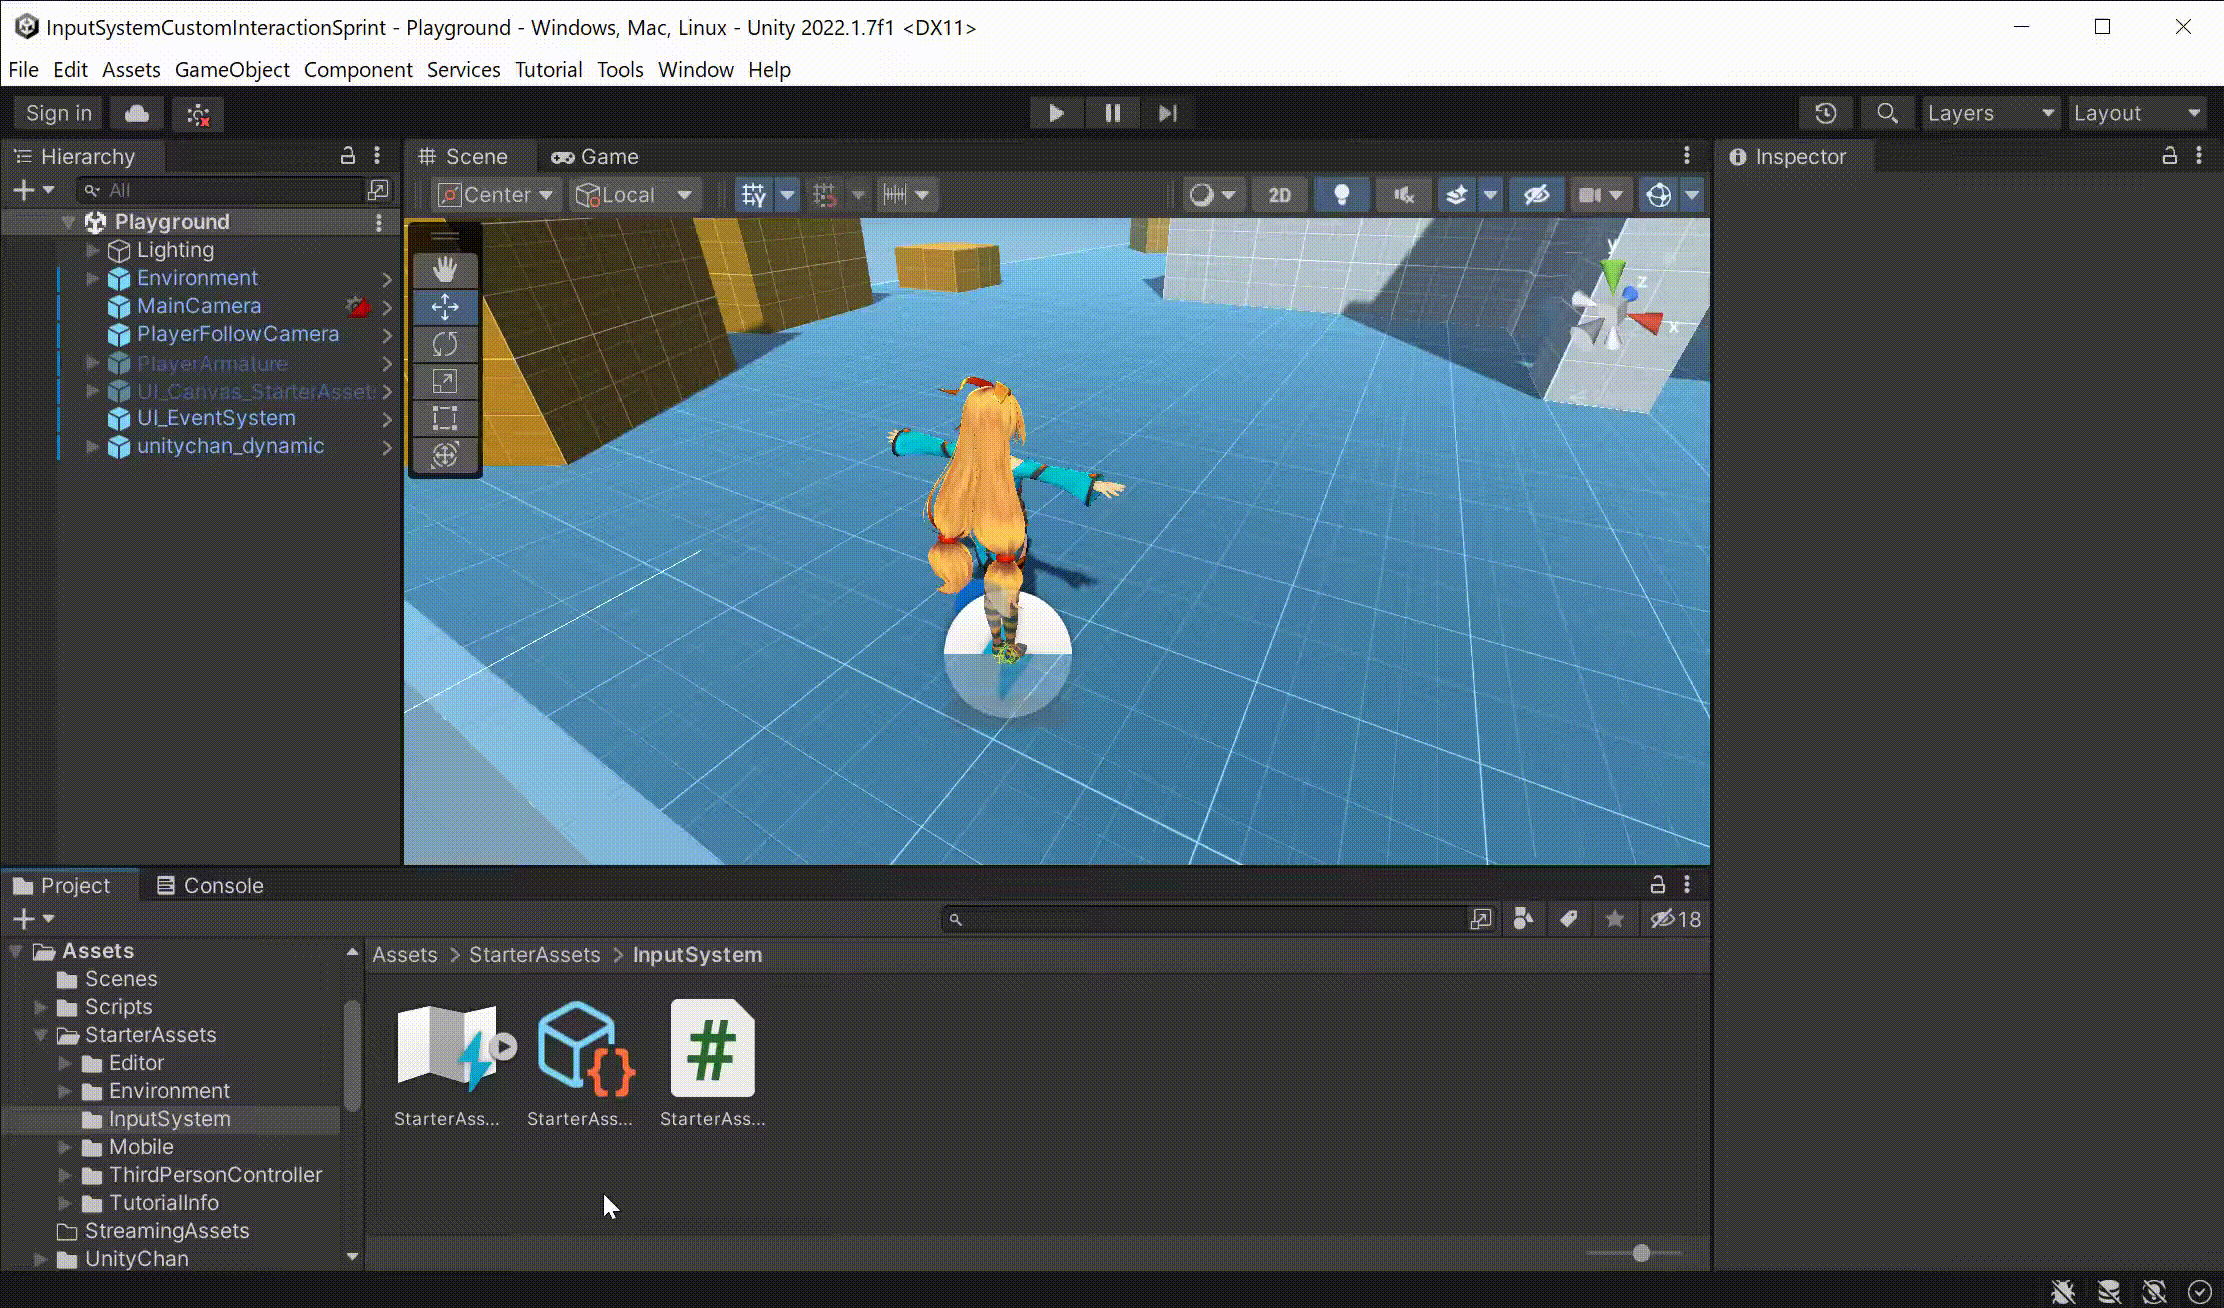 InputSystemCustomInteractionSprint - Playground - Windows, Mac, Linux - Unity 2022.1.7f1 <DX11>
File Edit Assets GameObject Component Services Tutorial Tools Window Help
Sign in
Layers
Layout
Hierarchy
All
Playground
Lighting
Environment
MainCamera
PlayerFollowCamera
PlayerArmature
UI_Canvas_StarterAsset
UI_EventSystem
unitychan_dynamic
Scene
Game
Center
Local
2D
y
z
x
Inspector
Project
Console
18
Assets
Scenes
Scripts
StarterAssets
Editor
Environment
InputSystem
Mobile
ThirdPersonController
TutorialInfo
StreamingAssets
UnityChan
Assets > StarterAssets > InputSystem
StarterAss...
StarterAss...
StarterAss...